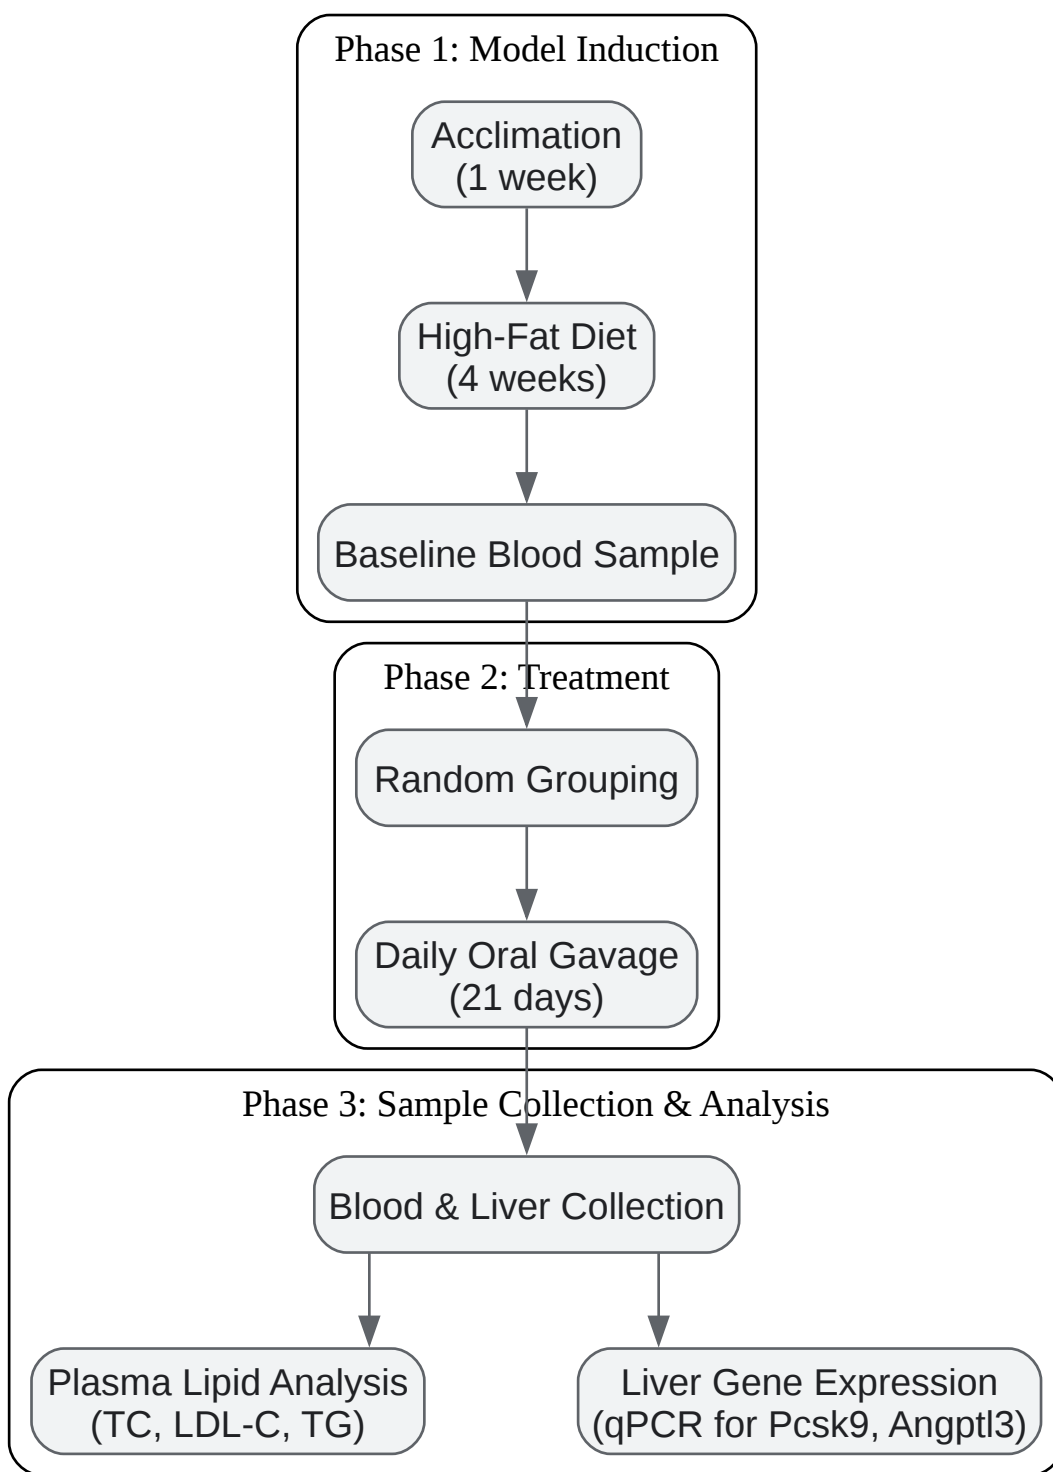 Phase 1: Model Induction
Acclimation
(1 week)
High-Fat Diet
(4 weeks)
Baseline Blood Sample
Phase 2: Treatment
Random Grouping
Daily Oral Gavage
(21 days)
Phase 3: Sample Collection & Analysis
Blood & Liver Collection
Plasma Lipid Analysis
(TC, LDL-C, TG)
Liver Gene Expression
(qPCR for Pcsk9, Angptl3)